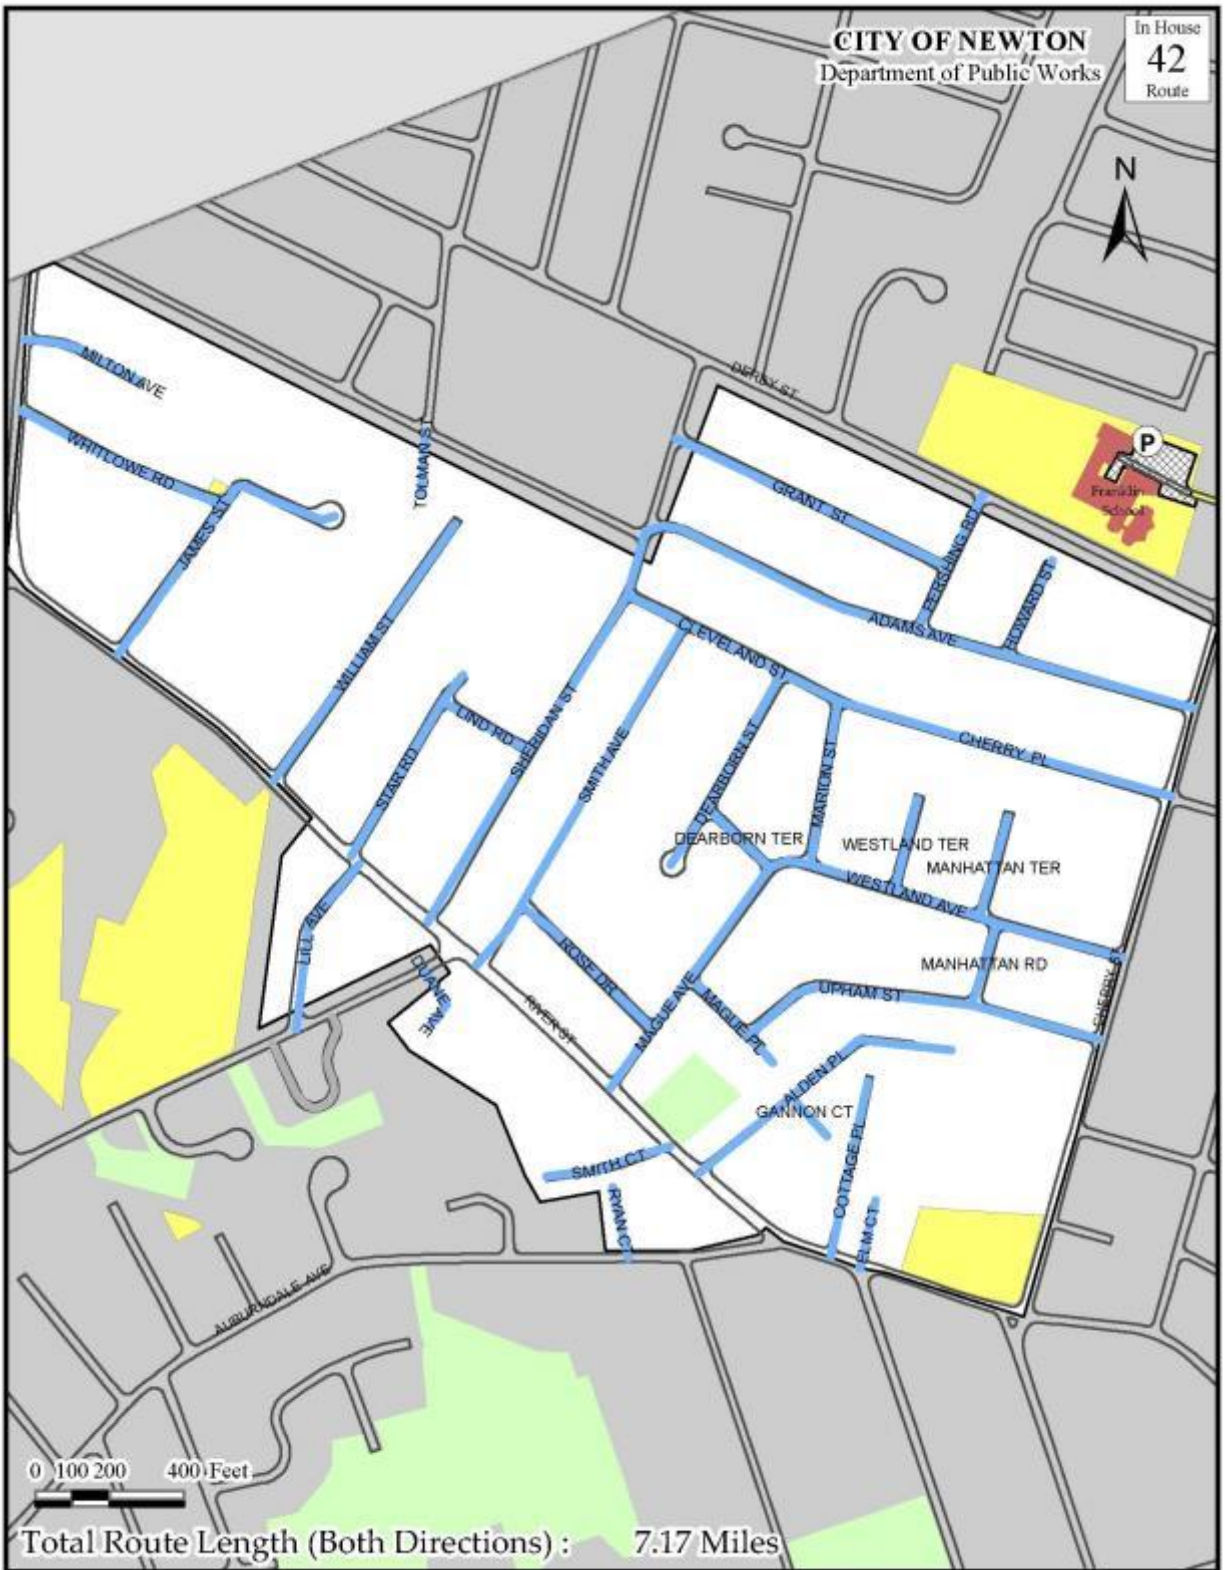 CITY OF NEWTON
Department of Public Works
In House
42
Route
N
DERBY ST
MILTON AVE
WHITLOWE RD
JAMES ST
TOLMAN ST
GRANT ST
PERSHING RD
HOWARD ST
P
Franklin
School
ADAMS AVE
WILLIAM ST
CLEVELAND ST
LIND RD
SHERIDAN ST
STAR RD
SMITH AVE
DEARBORN ST
MARION ST
CHERRY PL
DEARBORN TER
WESTLAND TER
MANHATTAN TER
WESTLAND AVE
LILL AVE
DUANE AVE
ROSE DR
RIVER ST
MAGUE AVE
MAGUE PL
MANHATTAN RD
UPHAM ST
CHERRY ST
ALDEN PL
GANNON CT
COTTAGE PL
ELM CT
SMITH CT
RYAN CT
AUBURNDALE AVE
0 100 200 400 Feet
Total Route Length (Both Directions) : 7.17 Miles